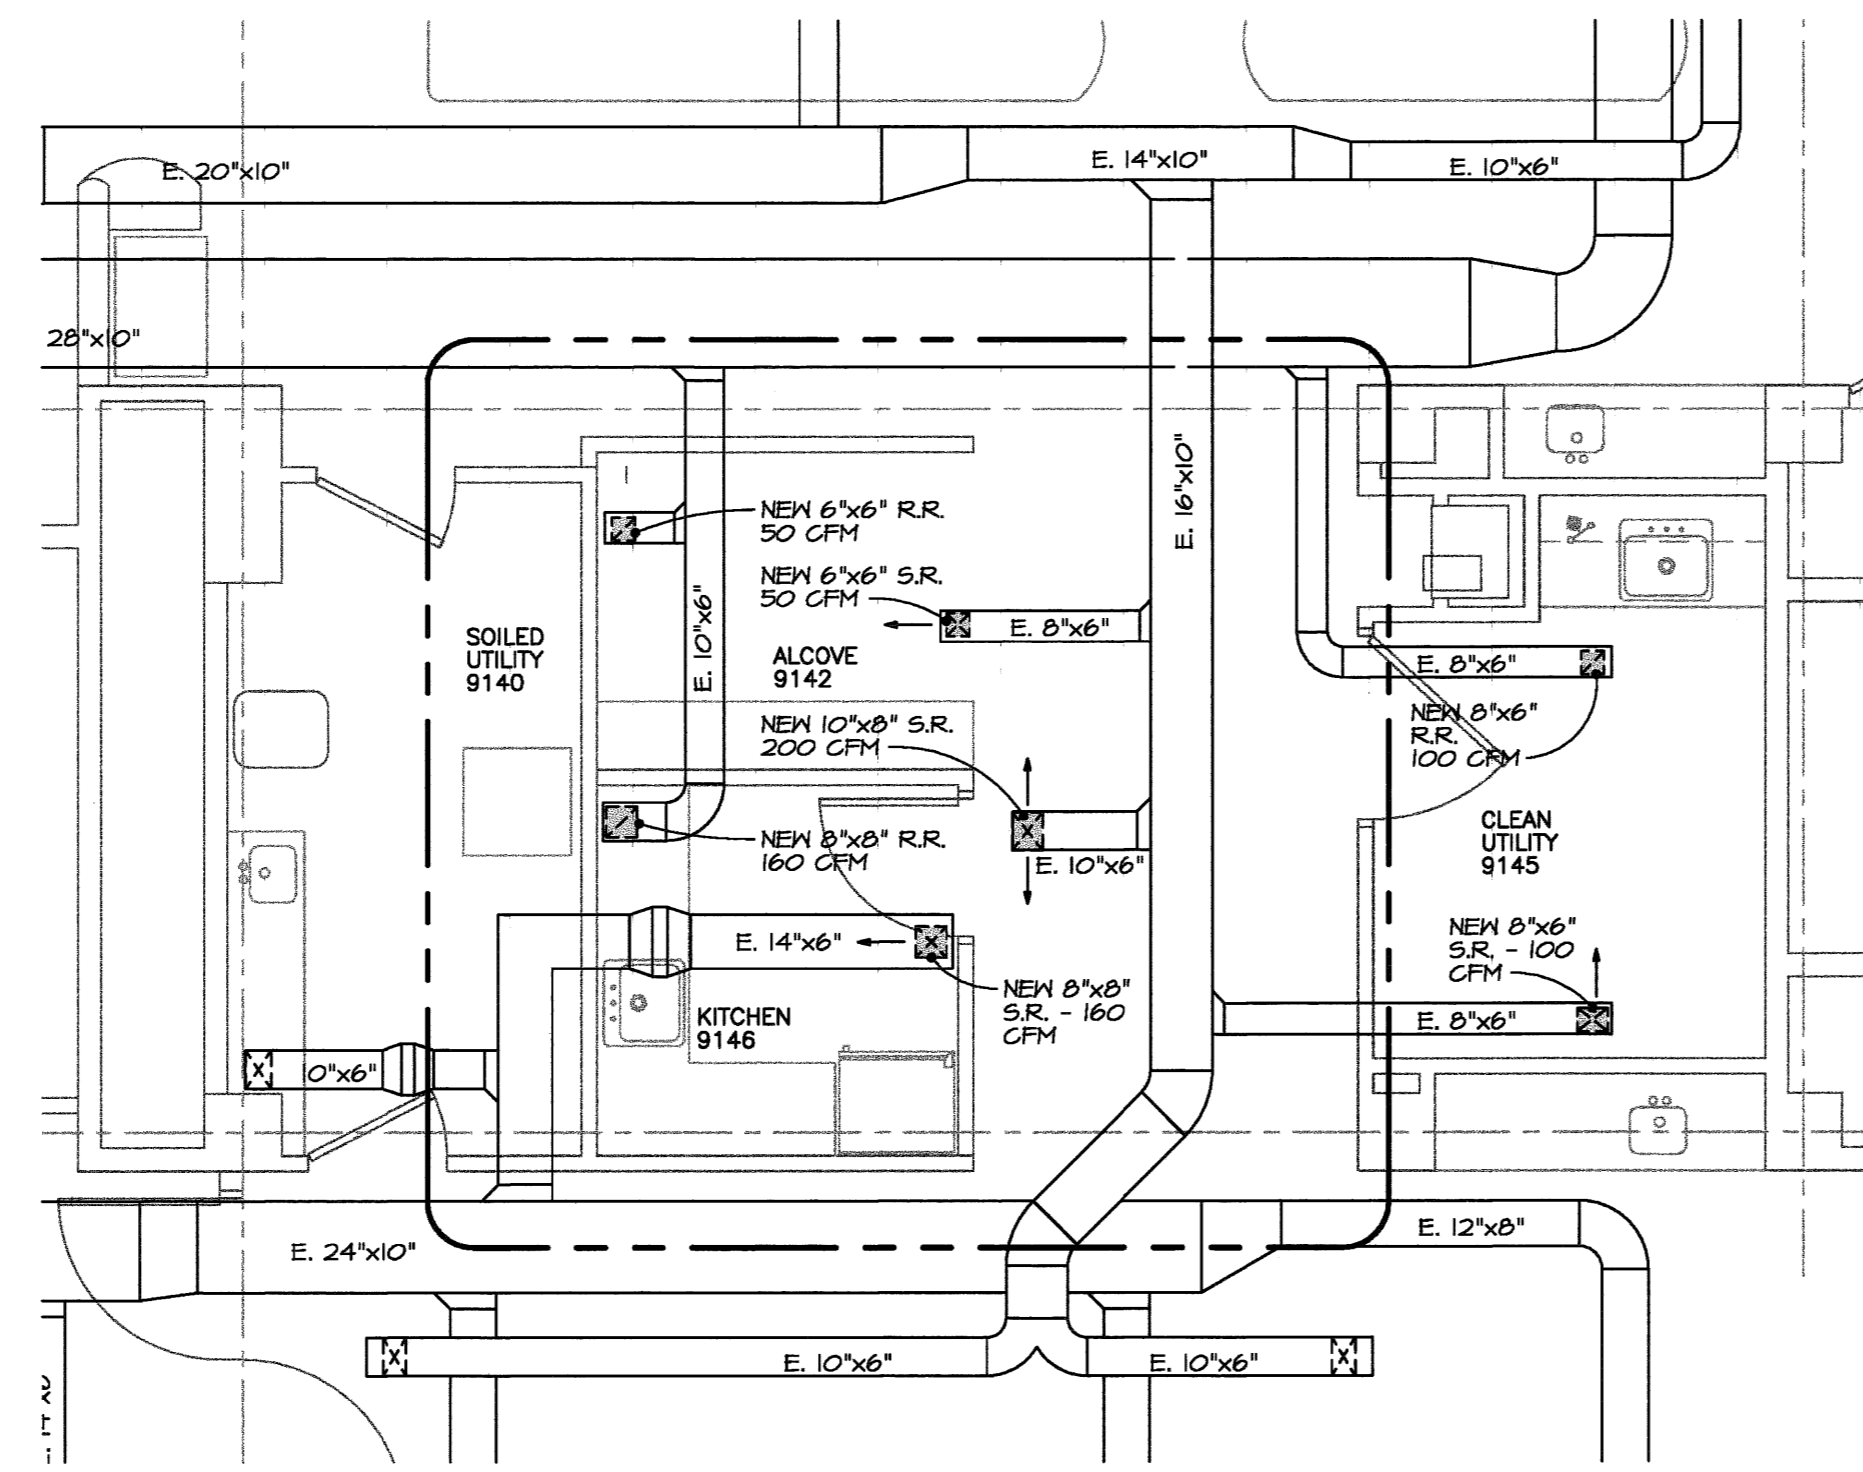 E. 20"x10"
E. 14"x10"
E. 10"x6"
28"x10"
E. 16"x10"
NEW 6"x6" R.R.
50 CFM
NEW 6"x6" S.R.
50 CFM
E. 8"x6"
E. 10"x6"
SOILED
UTILITY
9140
ALCOVE
9142
E. 8"x6"
NEW 8"x6"
R.R.
100 CFM
NEW 10"x8" S.R.
200 CFM
NEW 8"x8" R.R.
160 CFM
E. 10"x6"
CLEAN
UTILITY
9145
E. 14"x6"
NEW 8"x6"
S.R. - 100
CFM
NEW 8"x8"
S.R. - 160
CFM
KITCHEN
9146
E. 8"x6"
0"x6"
E. 24"x10"
E. 12"x8"
E. 10"x6"
E. 10"x6"